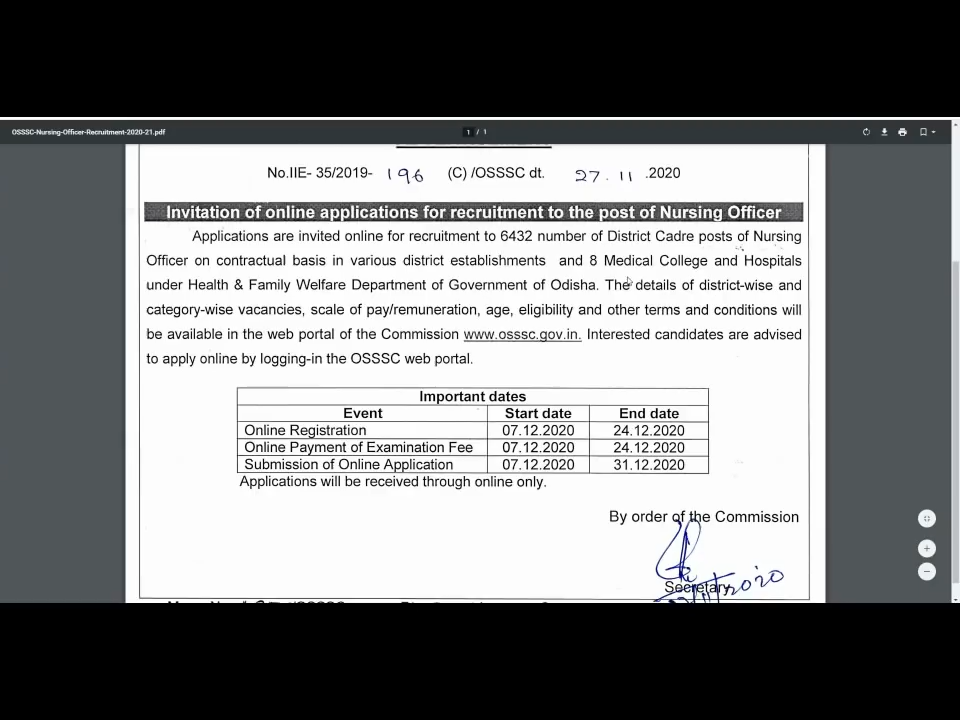 OSSSC-Nursing-Officer-Recruitment-2020-21.pdf
1 / 1
No.IIE- 35/2019- 196 (C) /OSSSC dt. 27.11.2020
Invitation of online applications for recruitment to the post of Nursing Officer
Applications are invited online for recruitment to 6432 number of District Cadre posts of Nursing
Officer on contractual basis in various district establishments and 8 Medical College and Hospitals
under Health & Family Welfare Department of Government of Odisha. The details of district-wise and
category-wise vacancies, scale of pay/remuneration, age, eligibility and other terms and conditions will
be available in the web portal of the Commission www.osssc.gov.in. Interested candidates are advised
to apply online by logging-in the OSSSC web portal.
Important dates
Event Start date End date
Online Registration 07.12.2020 24.12.2020
Online Payment of Examination Fee 07.12.2020 24.12.2020
Submission of Online Application 07.12.2020 31.12.2020
Applications will be received through online only.
By order of the Commission
Secretary